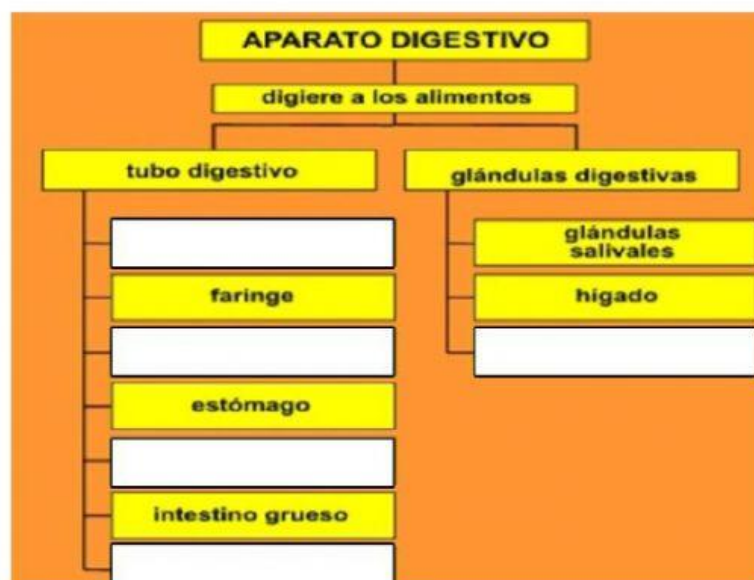 APARATO DIGESTIVO
digiere a los alimentos
tubo digestivo
glándulas digestivas
glándulas
salivales
faringe
hígado
estómago
intestino grueso